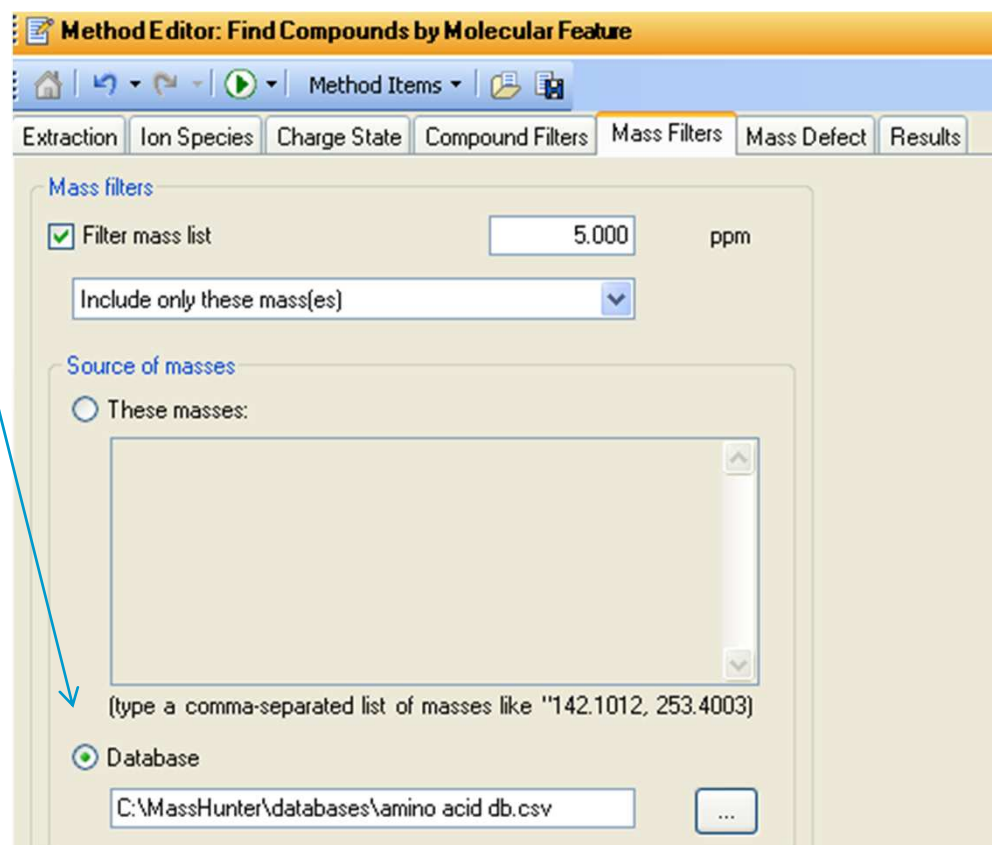 Method Editor: Find Compounds by Molecular Feature
Method Items
Extraction Ion Species Charge State Compound Filters Mass Filters Mass Defect Results
Mass filters
Filter mass list 5.000 ppm
Include only these mass(es)
Source of masses
These masses:
(type a comma-separated list of masses like "142.1012, 253.4003)
Database
C:\MassHunter\databases\amino acid db.csv
...